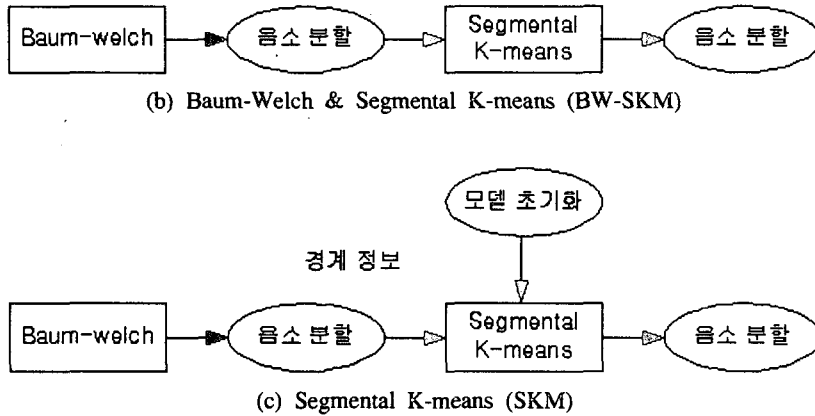 Baum-welch
음소 분할
Segmental
K-means
음소 분할
(b) Baum-Welch & Segmental K-means (BW-SKM)
모델 초기화
경계 정보
Baum-welch
음소 분할
Segmental
K-means
음소 분할
(c) Segmental K-means (SKM)